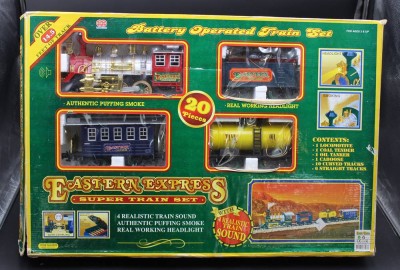 Battery Operated Train Set
OVER
14.5
- AUTHENTIC PUFFING SMOKE
- REAL WORKING HEADLIGHT
20
PIECES
CONTENTS:
- 1 LOCOMOTIVE
- 1 COAL TENDER
- 1 OIL TANKER
- 1 CABOOSE
- 10 CURVED TRACKS
- 6 STRAIGHT TRACKS
EASTERN EXPRESS
SUPER TRAIN SET
4 REALISTIC TRAIN SOUND
AUTHENTIC PUFFING SMOKE
REAL WORKING HEADLIGHT
WITH
REALISTIC
TRAIN
SOUND